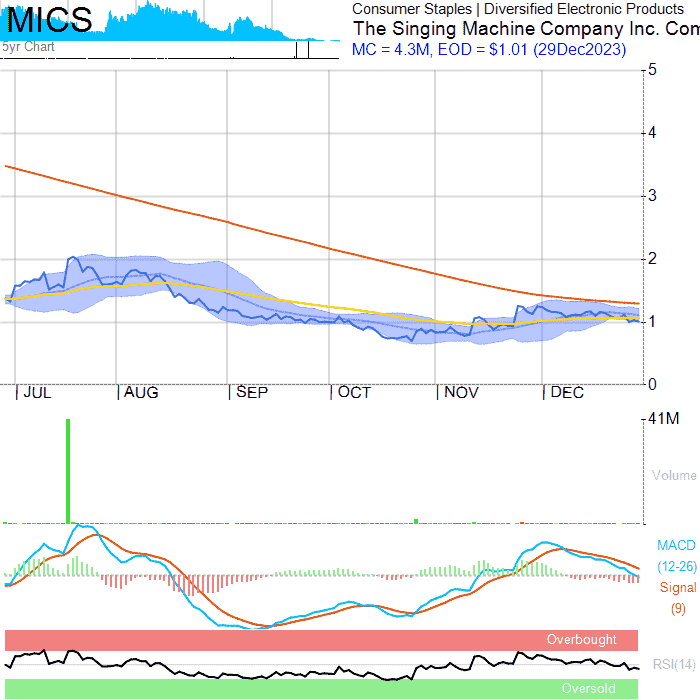 MICS
Consumer Staples | Diversified Electronic Products
The Singing Machine Company Inc. Com
MC = 4.3M, EOD = $1.01 (29Dec2023)
5yr Chart
5
4
3
2
1
0
JUL AUG SEP OCT NOV DEC
41M
Volume
MACD
(12-26)
Signal
(9)
Overbought
RSI(14)
Oversold